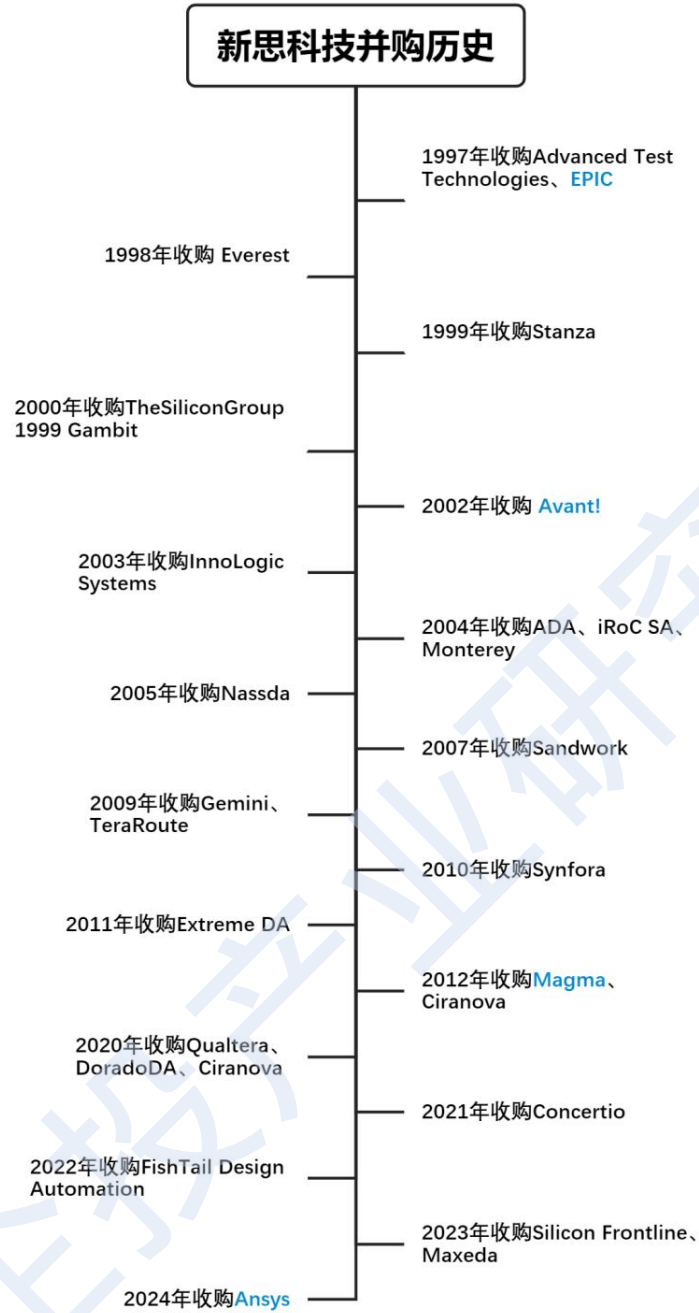 新思科技并购历史
1997年收购Advanced Test
Technologies、EPIC
1998年收购 Everest
1999年收购Stanza
2000年收购TheSiliconGroup
1999 Gambit
2002年收购 Avant!
2003年收购InnoLogic
Systems
2004年收购ADA、iRoC SA、
Monterey
2005年收购Nassda
2007年收购Sandwork
2009年收购Gemini、
TeraRoute
2010年收购Synfora
2011年收购Extreme DA
2012年收购Magma、
Ciranova
2020年收购Qualtera、
DoradoDA、Ciranova
2021年收购Concertio
2022年收购FishTail Design
Automation
2023年收购Silicon Frontline、
Maxeda
2024年收购Ansys
投产业研